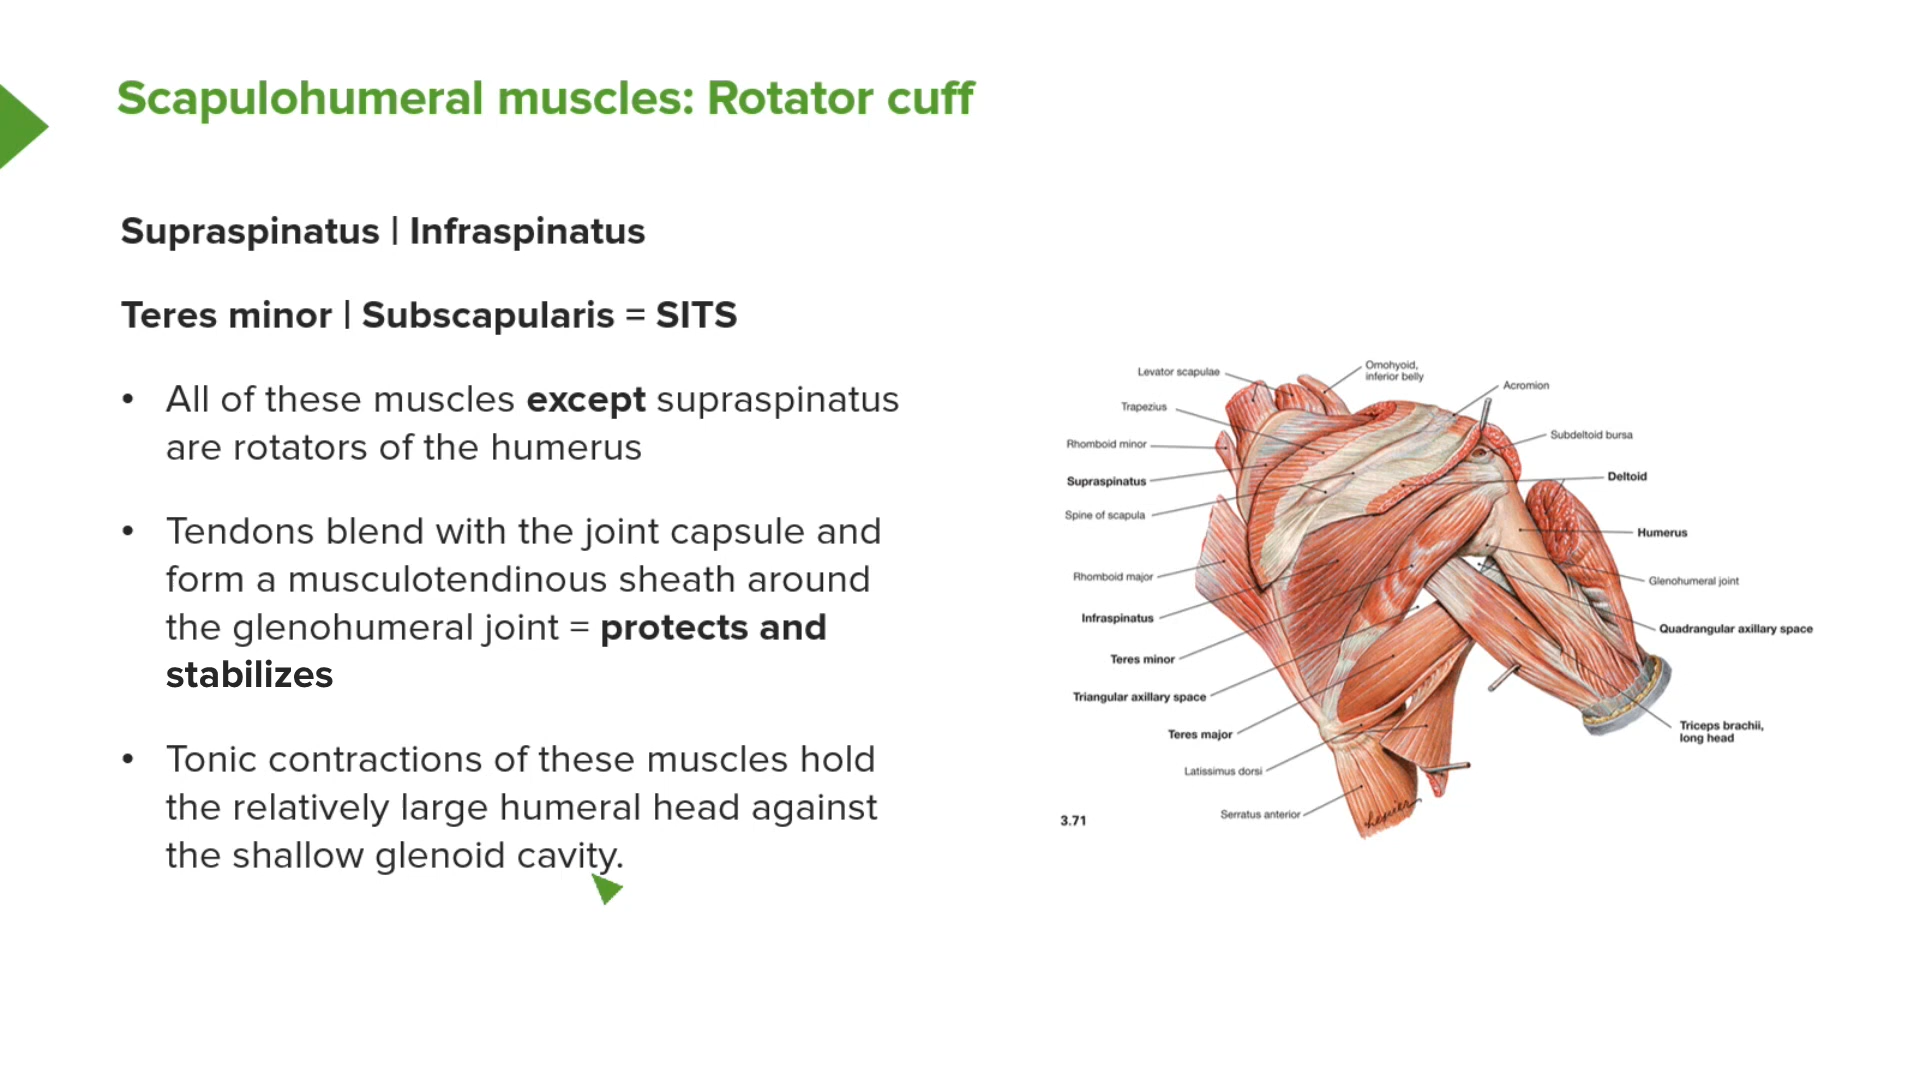 Scapulohumeral muscles: Rotator cuff
Supraspinatus | Infraspinatus
Teres minor | Subscapularis = SITS
• All of these muscles except supraspinatus
are rotators of the humerus
• Tendons blend with the joint capsule and
form a musculotendinous sheath around
the glenohumeral joint = protects and
stabilizes
• Tonic contractions of these muscles hold
the relatively large humeral head against
the shallow glenoid cavity.
Levator scapulae
Trapezius
Rhomboid minor
Supraspinatus
Spine of scapula
Rhomboid major
Infraspinatus
Teres minor
Triangular axillary space
Teres major
Latissimus dorsi
Serratus anterior
3.71
Omohyoid,
inferior belly
Acromion
Subdeltoid bursa
Deltoid
Humerus
Glenohumeral joint
Quadrangular axillary space
Triceps brachii,
long head